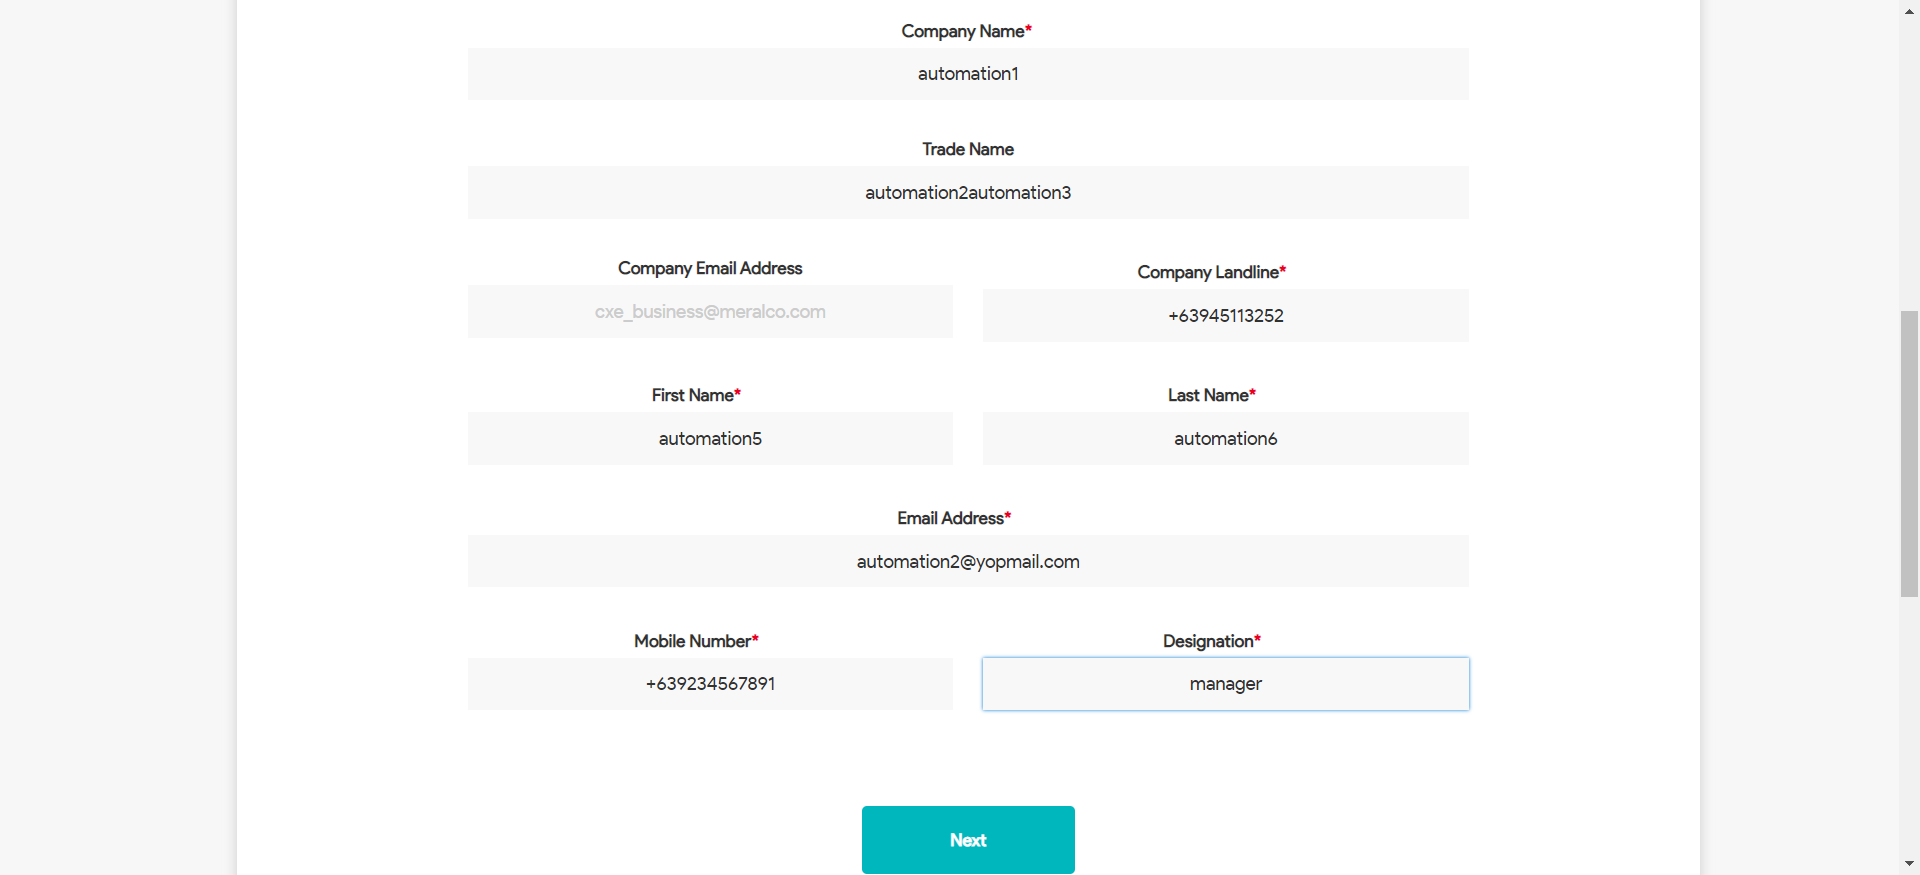 Company Name*
automation1
Trade Name
automation2automation3
Company Email Address
cxe_business@meralco.com
Company Landline*
+63945113252
First Name*
automation5
Last Name*
automation6
Email Address*
automation2@yopmail.com
Mobile Number*
+639234567891
Designation*
manager
Next